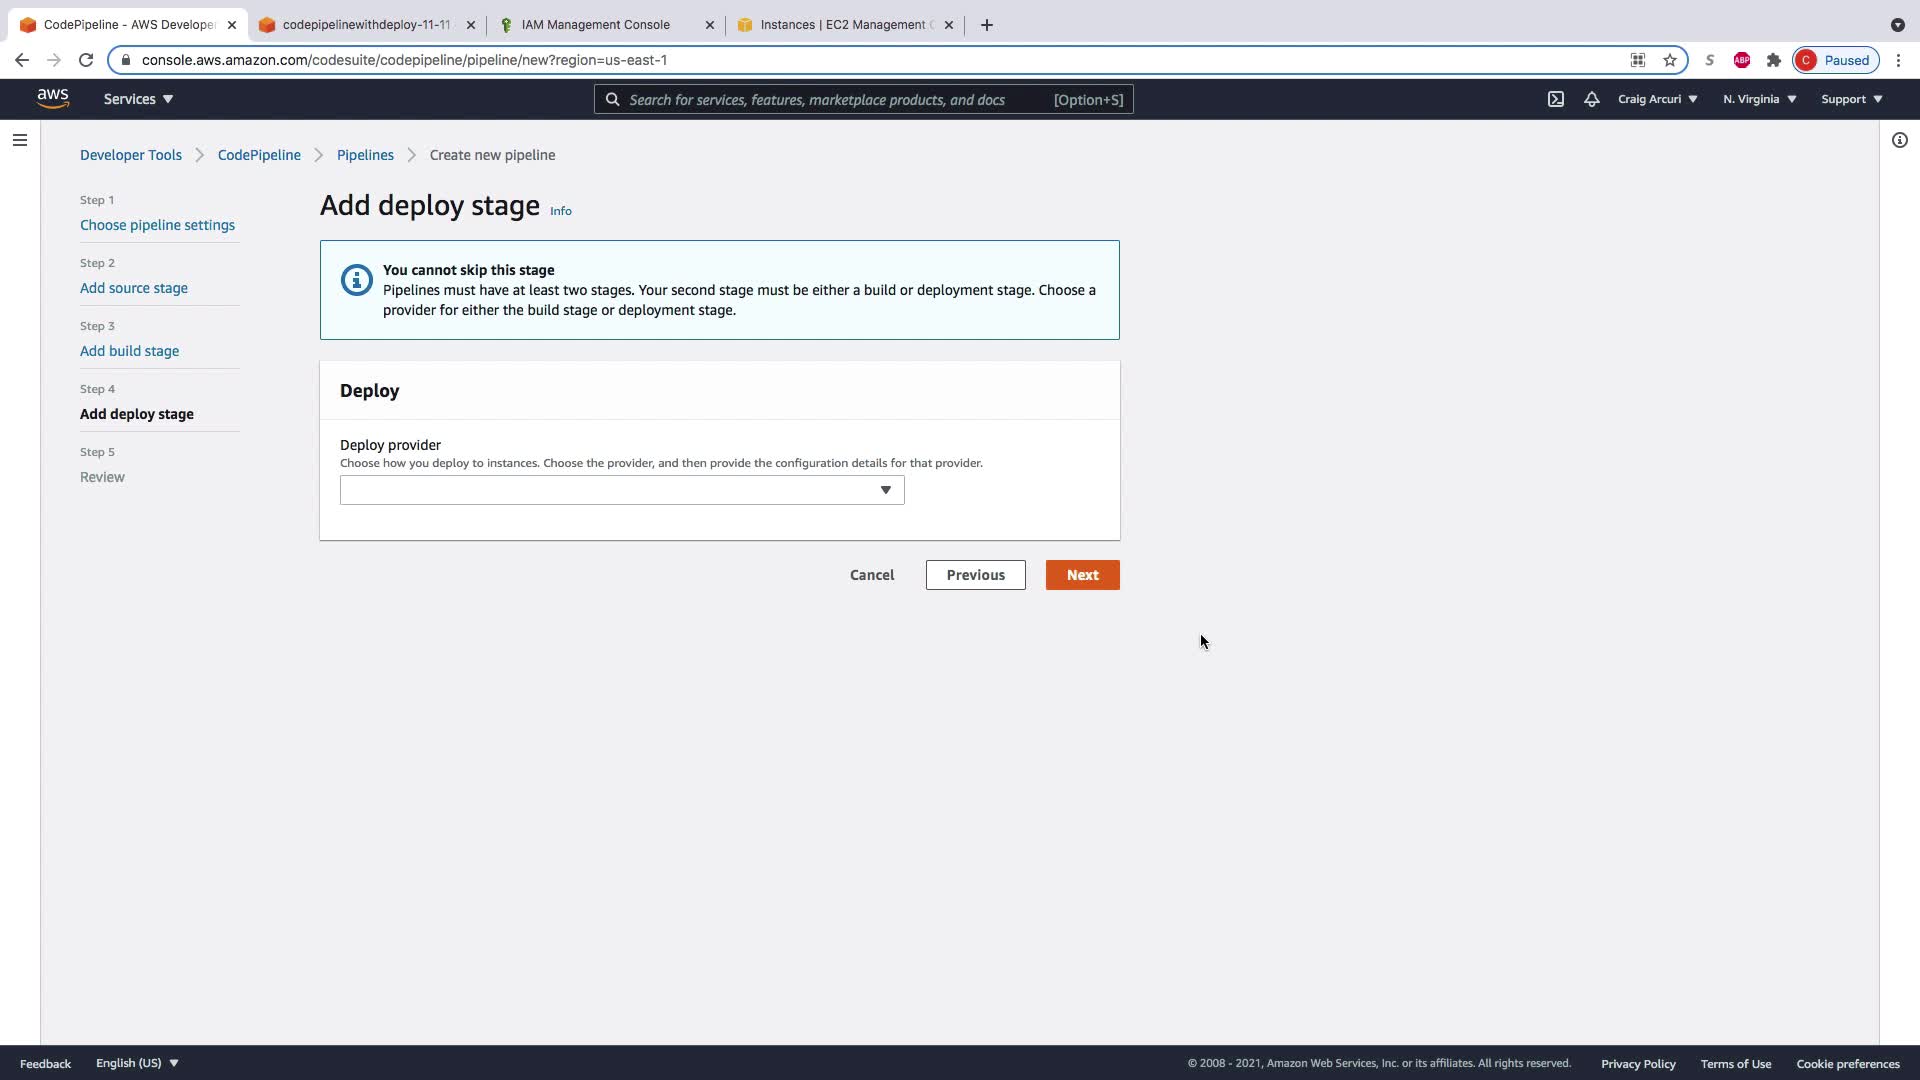 CodePipeline - AWS Developer
codepipelinewithdeploy-11-11
IAM Management Console
Instances | EC2 Management C
console.aws.amazon.com/codesuite/codepipeline/pipeline/new?region=us-east-1
S
ABP
C
Paused
aws
Services
Search for services, features, marketplace products, and docs
[Option+S]
Craig Arcuri
N. Virginia
Support
Developer Tools
CodePipeline
Pipelines
Create new pipeline
Step 1
Choose pipeline settings
Step 2
Add source stage
Step 3
Add build stage
Step 4
Add deploy stage
Step 5
Review
Add deploy stage
Info
You cannot skip this stage
Pipelines must have at least two stages. Your second stage must be either a build or deployment stage. Choose a
provider for either the build stage or deployment stage.
Deploy
Deploy provider
Choose how you deploy to instances. Choose the provider, and then provide the configuration details for that provider.
Cancel
Previous
Next
Feedback
English (US)
© 2008 - 2021, Amazon Web Services, Inc. or its affiliates. All rights reserved.
Privacy Policy
Terms of Use
Cookie preferences